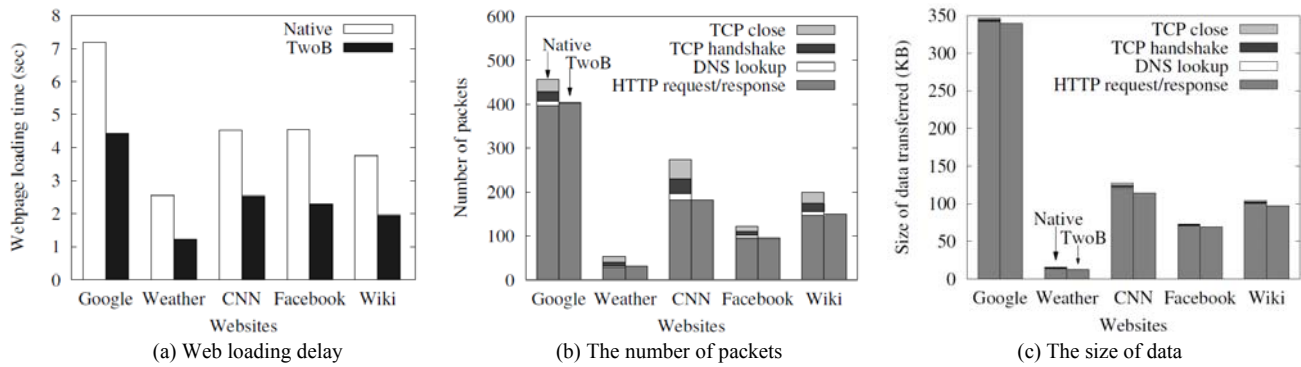 Webpage loading time (sec)
8
7
6
5
4
3
2
1
0
Native
TwoB
Google Weather CNN Facebook Wiki
Websites
(a) Web loading delay
Number of packets
600
500
400
300
200
100
0
TCP close
TCP handshake
DNS lookup
HTTP request/response
Native
TwoB
Google Weather CNN Facebook Wiki
Websites
(b) The number of packets
Size of data transferred (KB)
350
300
250
200
150
100
50
0
TCP close
TCP handshake
DNS lookup
HTTP request/response
Native
TwoB
Google Weather CNN Facebook Wiki
Websites
(c) The size of data